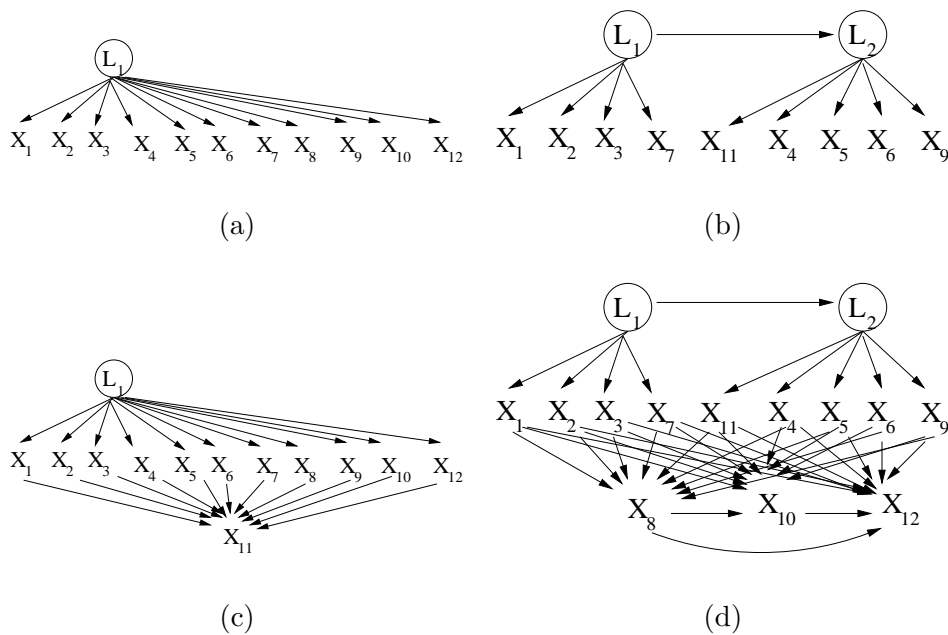 L₁
X₁ X₂ X₃ X₄ X₅ X₆ X₇ X₈ X₉ X₁₀ X₁₂
(a)
L₁ L₂
X₁ X₂ X₃ X₇ X₁₁ X₄ X₅ X₆ X₉
(b)
L₁
X₁ X₂ X₃ X₄ X₅ X₆ X₇ X₈ X₉ X₁₀ X₁₂
X₁₁
(c)
L₁ L₂
X₁ X₂ X₃ X₇ X₁₁ X₄ X₅ X₆ X₉
X₈ X₁₀ X₁₂
(d)